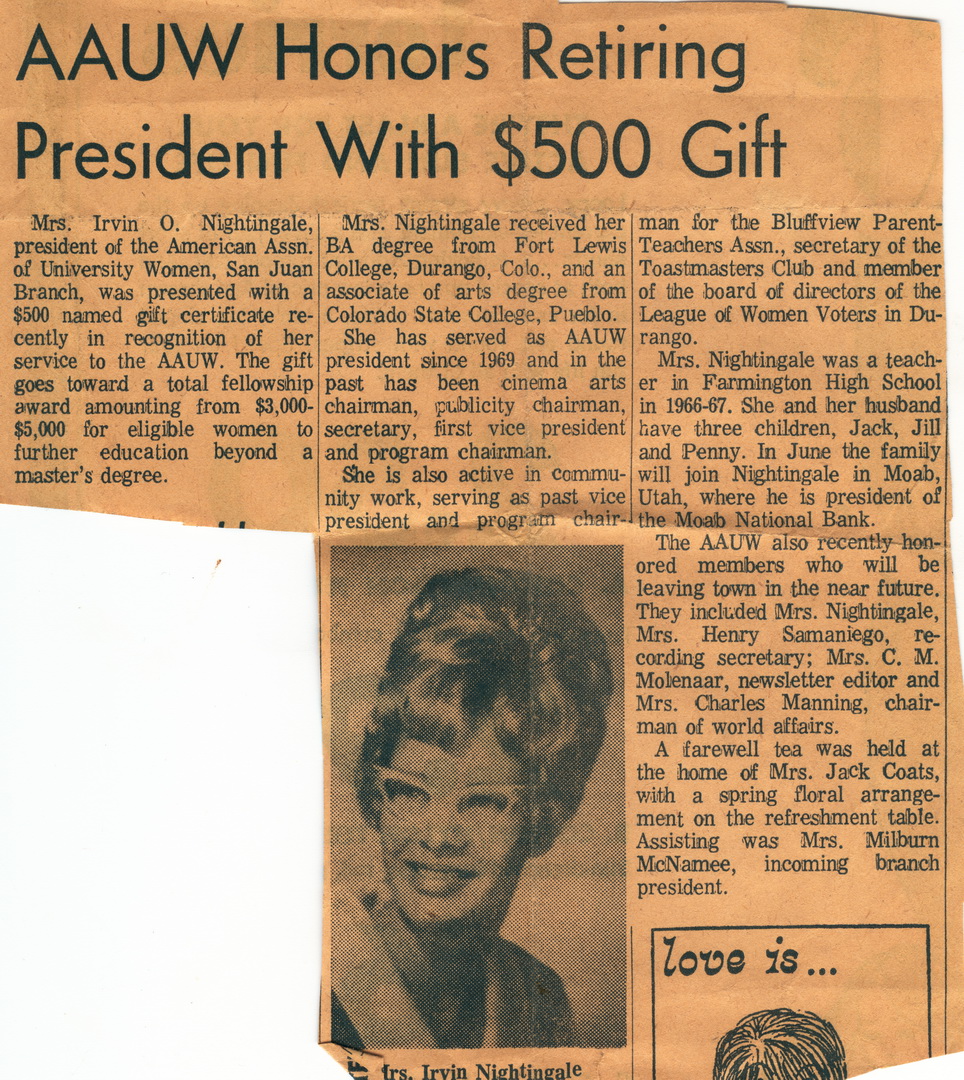 AAUW Honors Retiring
President With $500 Gift
Mrs. Irvin O. Nightingale,
president of the American Assn.
of University Women, San Juan
Branch, was presented with a
$500 named gift certificate re-
cently in recognition of her
service to the AAUW. The gift
goes toward a total fellowship
award amounting from $3,000-
$5,000 for eligible women to
further education beyond a
master's degree.
Mrs. Nightingale received her
BA degree from Fort Lewis
College, Durango, Colo., and an
associate of arts degree from
Colorado State College, Pueblo.
She has served as AAUW
president since 1969 and in the
past has been cinema arts
chairman, publicity chairman,
secretary, first vice president
and program chairman.
She is also active in commu-
nity work, serving as past vice
president and program chair-
man for the Bluffview Parent-
Teachers Assn., secretary of the
Toastmasters Club and member
of the board of directors of the
League of Women Voters in Du-
rango.
Mrs. Nightingale was a teach-
er in Farmington High School
in 1966-67. She and her husband
have three children, Jack, Jill
and Penny. In June the family
will join Nightingale in Moab,
Utah, where he is president of
the Moab National Bank.
The AAUW also recently hon-
ored members who will be
leaving town in the near future.
They included Mrs. Nightingale,
Mrs. Henry Samaniego, re-
cording secretary; Mrs. C. M.
Molenaar, newsletter editor and
Mrs. Charles Manning, chair-
man of world affairs.
A farewell tea was held at
the home of Mrs. Jack Coats,
with a spring floral arrange-
ment on the refreshment table.
Assisting was Mrs. Milburn
McNamee, incoming branch
president.
Irvin Nightingale
love is...